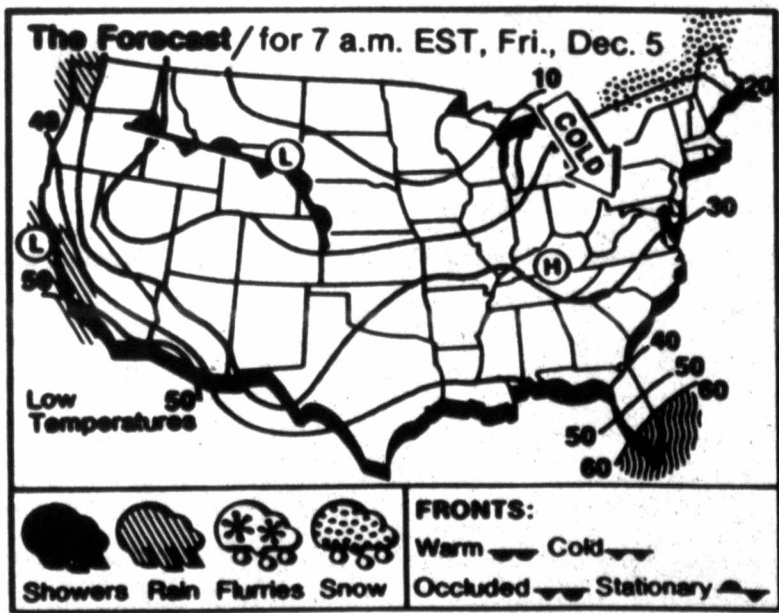 The Forecast / for 7 a.m. EST, Fri., Dec. 5
10
20
40
COLD
L
30
L
H
50
40
50
60
Low
Temperatures
50
50
60
Showers Rain Flurries Snow
FRONTS:
Warm Cold
Occluded Stationary